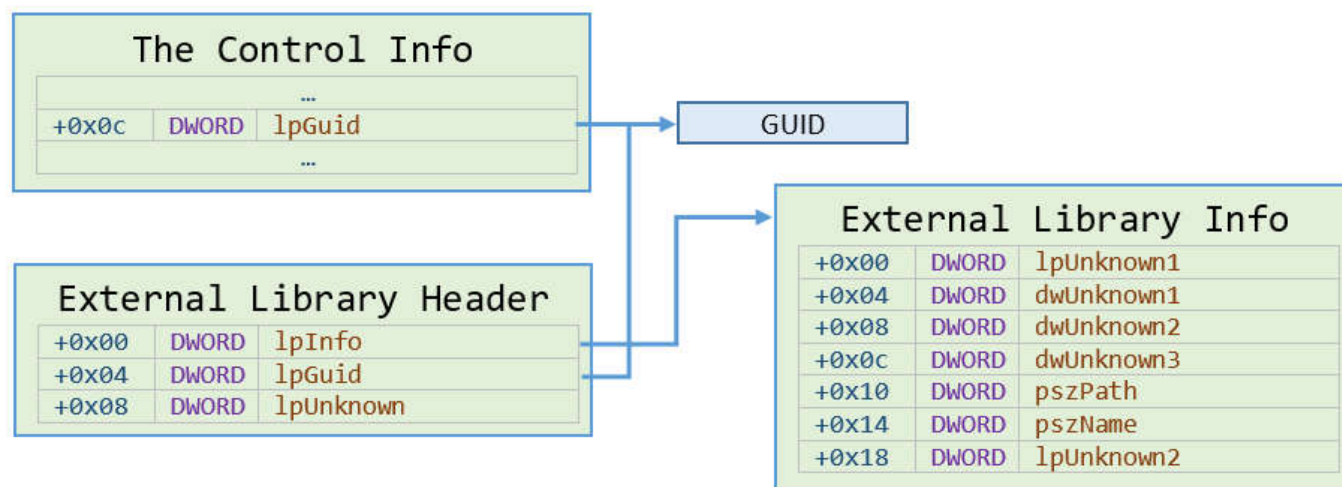 The Control Info
...
+0x0c DWORD lpGuid
...
GUID
External Library Header
+0x00 DWORD lpInfo
+0x04 DWORD lpGuid
+0x08 DWORD lpUnknown
External Library Info
+0x00 DWORD lpUnknown1
+0x04 DWORD dwUnknown1
+0x08 DWORD dwUnknown2
+0x0c DWORD dwUnknown3
+0x10 DWORD pszPath
+0x14 DWORD pszName
+0x18 DWORD lpUnknown2